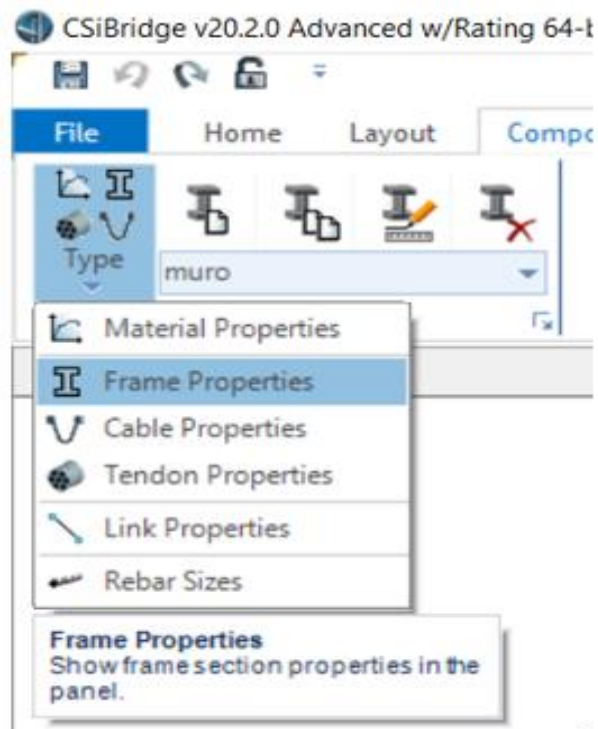 CSiBridge v20.2.0 Advanced w/Rating 64-b
File Home Layout Compo
Type
muro
Material Properties
Frame Properties
Cable Properties
Tendon Properties
Link Properties
Rebar Sizes
Frame Properties
Show frame section properties in the
panel.